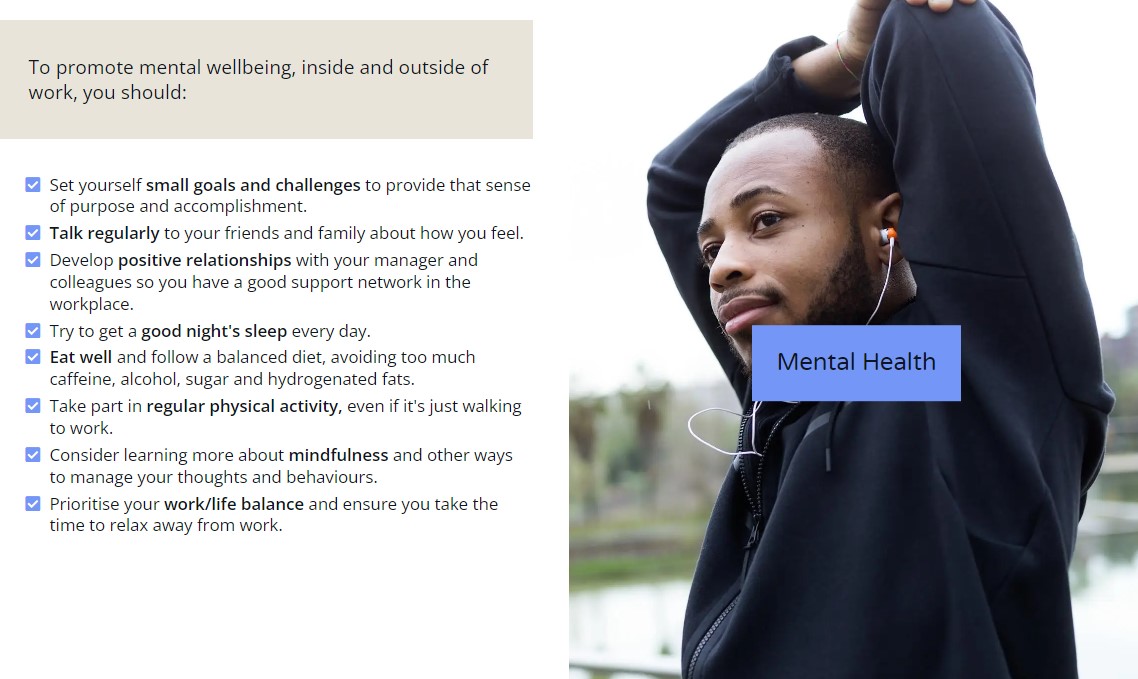 To promote mental wellbeing, inside and outside of
work, you should:
Set yourself small goals and challenges to provide that sense
of purpose and accomplishment.
Talk regularly to your friends and family about how you feel.
Develop positive relationships with your manager and
colleagues so you have a good support network in the
workplace.
Try to get a good night's sleep every day.
Eat well and follow a balanced diet, avoiding too much
caffeine, alcohol, sugar and hydrogenated fats.
Take part in regular physical activity, even if it's just walking
to work.
Consider learning more about mindfulness and other ways
to manage your thoughts and behaviours.
Prioritise your work/life balance and ensure you take the
time to relax away from work.
Mental Health